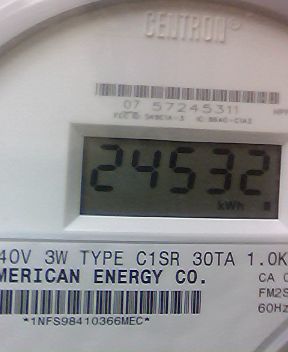 CENTRON
07 57245311
24532
kWh
40V 3W TYPE C1SR 30TA 1.0K
MERICAN ENERGY CO.
CA
FM2S
60Hz
*1NFS98410366MEC*